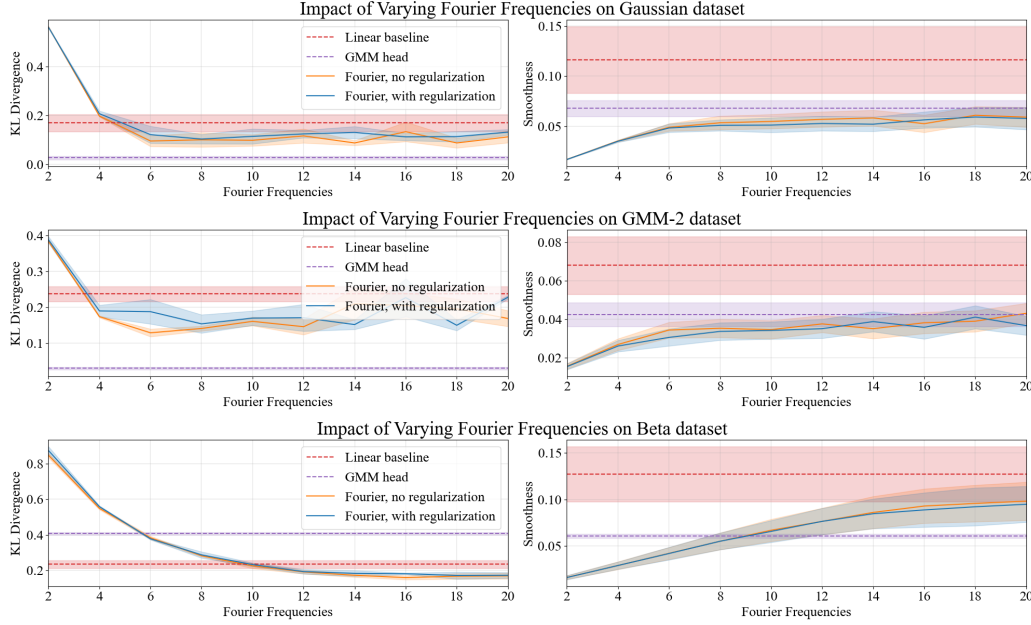 Impact of Varying Fourier Frequencies on Gaussian dataset
KL Divergence
0.4
0.2
0.0
Linear baseline
GMM head
Fourier, no regularization
Fourier, with regularization
2 4 6 8 10 12 14 16 18 20
Fourier Frequencies
Smoothness
0.15
0.10
0.05
2 4 6 8 10 12 14 16 18 20
Fourier Frequencies
Impact of Varying Fourier Frequencies on GMM-2 dataset
KL Divergence
0.4
0.3
0.2
0.1
Linear baseline
GMM head
Fourier, no regularization
Fourier, with regularization
2 4 6 8 10 12 14 16 18 20
Fourier Frequencies
Smoothness
0.08
0.06
0.04
0.02
2 4 6 8 10 12 14 16 18 20
Fourier Frequencies
Impact of Varying Fourier Frequencies on Beta dataset
KL Divergence
0.8
0.6
0.4
0.2
Linear baseline
GMM head
Fourier, no regularization
Fourier, with regularization
2 4 6 8 10 12 14 16 18 20
Fourier Frequencies
Smoothness
0.15
0.10
0.05
2 4 6 8 10 12 14 16 18 20
Fourier Frequencies